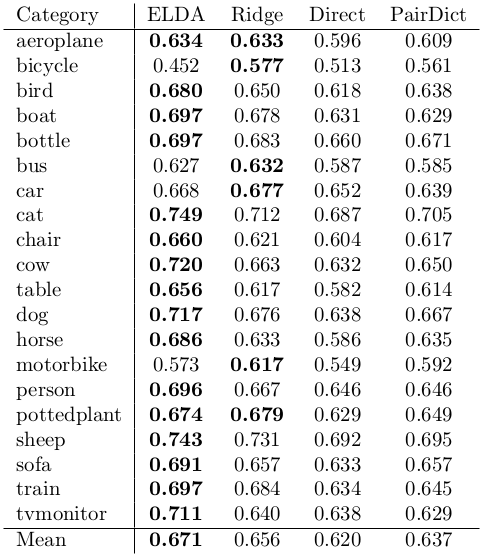 Category ELDA Ridge Direct PairDict
aeroplane 0.634 0.633 0.596 0.609
bicycle 0.452 0.577 0.513 0.561
bird 0.680 0.650 0.618 0.638
boat 0.697 0.678 0.631 0.629
bottle 0.697 0.683 0.660 0.671
bus 0.627 0.632 0.587 0.585
car 0.668 0.677 0.652 0.639
cat 0.749 0.712 0.687 0.705
chair 0.660 0.621 0.604 0.617
cow 0.720 0.663 0.632 0.650
table 0.656 0.617 0.582 0.614
dog 0.717 0.676 0.638 0.667
horse 0.686 0.633 0.586 0.635
motorbike 0.573 0.617 0.549 0.592
person 0.696 0.667 0.646 0.646
pottedplant 0.674 0.679 0.629 0.649
sheep 0.743 0.731 0.692 0.695
sofa 0.691 0.657 0.633 0.657
train 0.697 0.684 0.634 0.645
tvmonitor 0.711 0.640 0.638 0.629
Mean 0.671 0.656 0.620 0.637